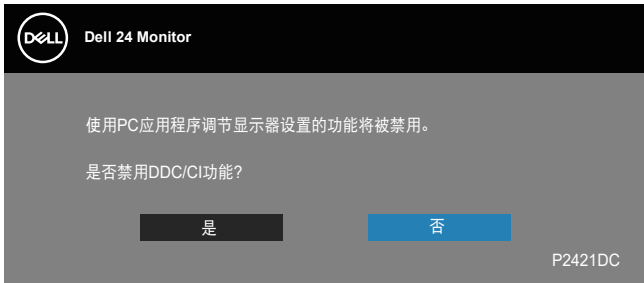 DELL
Dell 24 Monitor
使用PC应用程序调节显示器设置的功能将被禁用。
是否禁用DDC/CI功能?
是 否
P2421DC